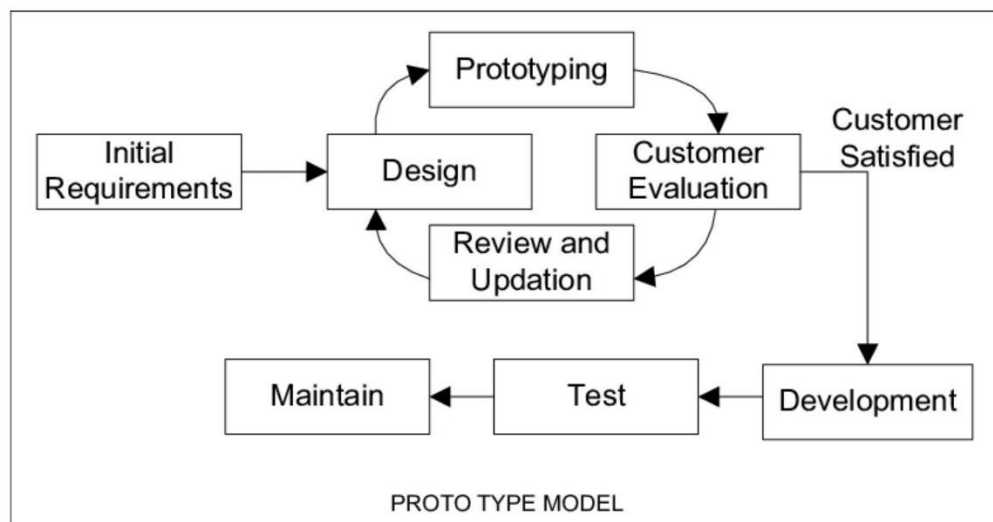 Prototyping
Initial
Requirements
Design
Customer
Evaluation
Customer
Satisfied
Review and
Updation
Maintain
Test
Development
PROTO TYPE MODEL